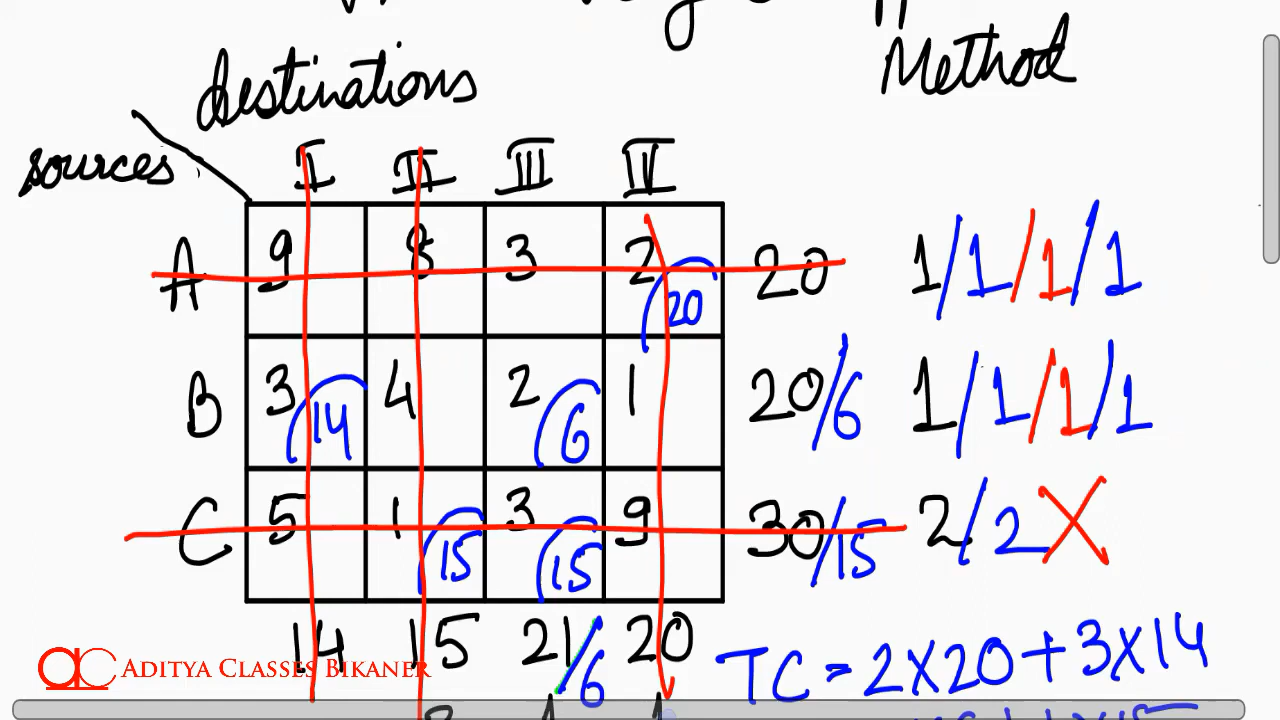 Method
destinations
sources
I II III IV
A 9 8 3 2 20 20 1/1/1/1
B 3 14 4 2 6 1 20/6 1/1/1/1
C 5 1 15 3 15 9 30/15 2/2 X
14 15 21/6 20
TC = 2×20 + 3×14
ac ADITYA CLASSES BIKANER